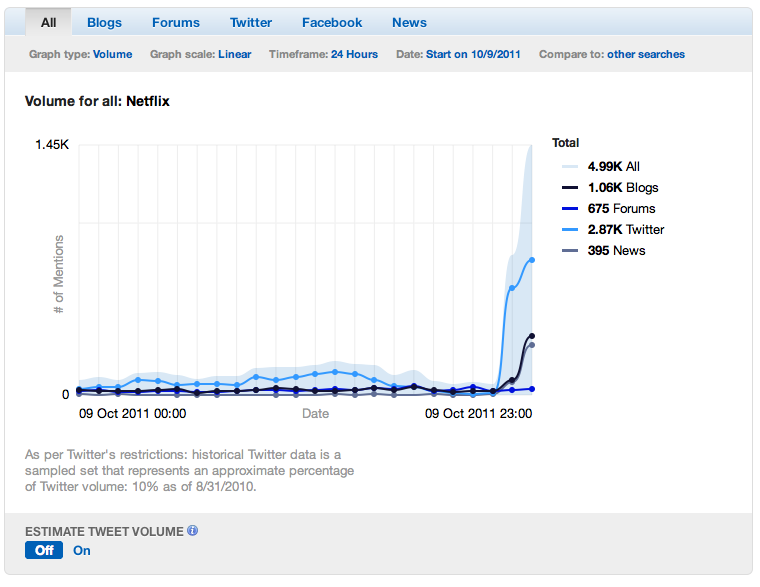 All Blogs Forums Twitter Facebook News
Graph type: Volume Graph scale: Linear Timeframe: 24 Hours Date: Start on 10/9/2011 Compare to: other searches
Volume for all: Netflix
1.45K
# of Mentions
0
09 Oct 2011 00:00 Date 09 Oct 2011 23:00
Total
4.99K All
1.06K Blogs
675 Forums
2.87K Twitter
395 News
As per Twitter's restrictions: historical Twitter data is a
sampled set that represents an approximate percentage
of Twitter volume: 10% as of 8/31/2010.
ESTIMATE TWEET VOLUME i
Off On